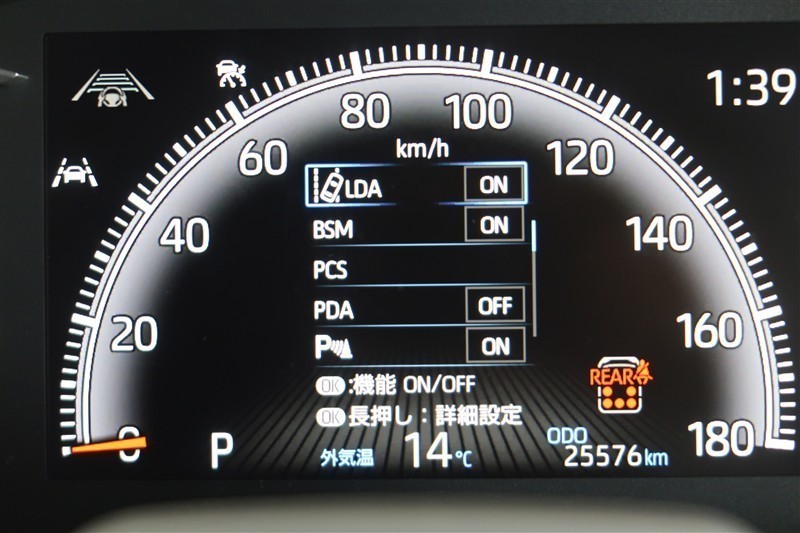 1:39
80 100
km/h
60 120
LDA ON
BSM ON
40 140
PCS
PDA OFF
20 160
P ON
OK:機能 ON/OFF
REAR
OK長押し：詳細設定
0 180
P
外気温 14℃
ODO
25576km